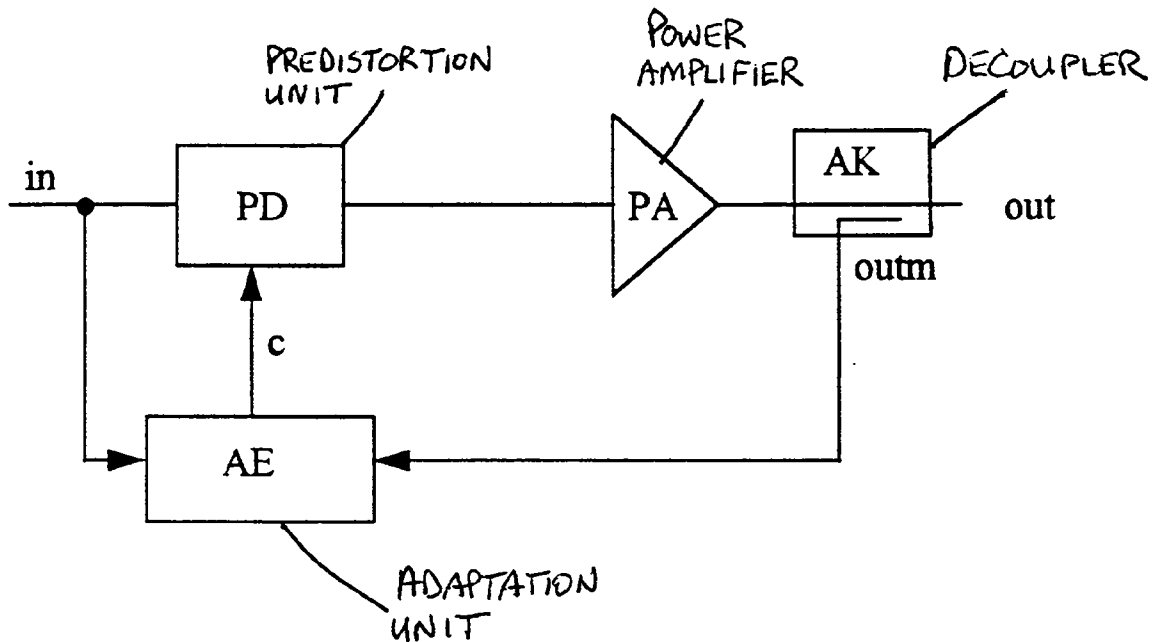 PREDISTORTION
UNIT
POWER
AMPLIFIER
DECOUPLER
in
PD
PA
AK
out
outm
c
AE
ADAPTATION
UNIT